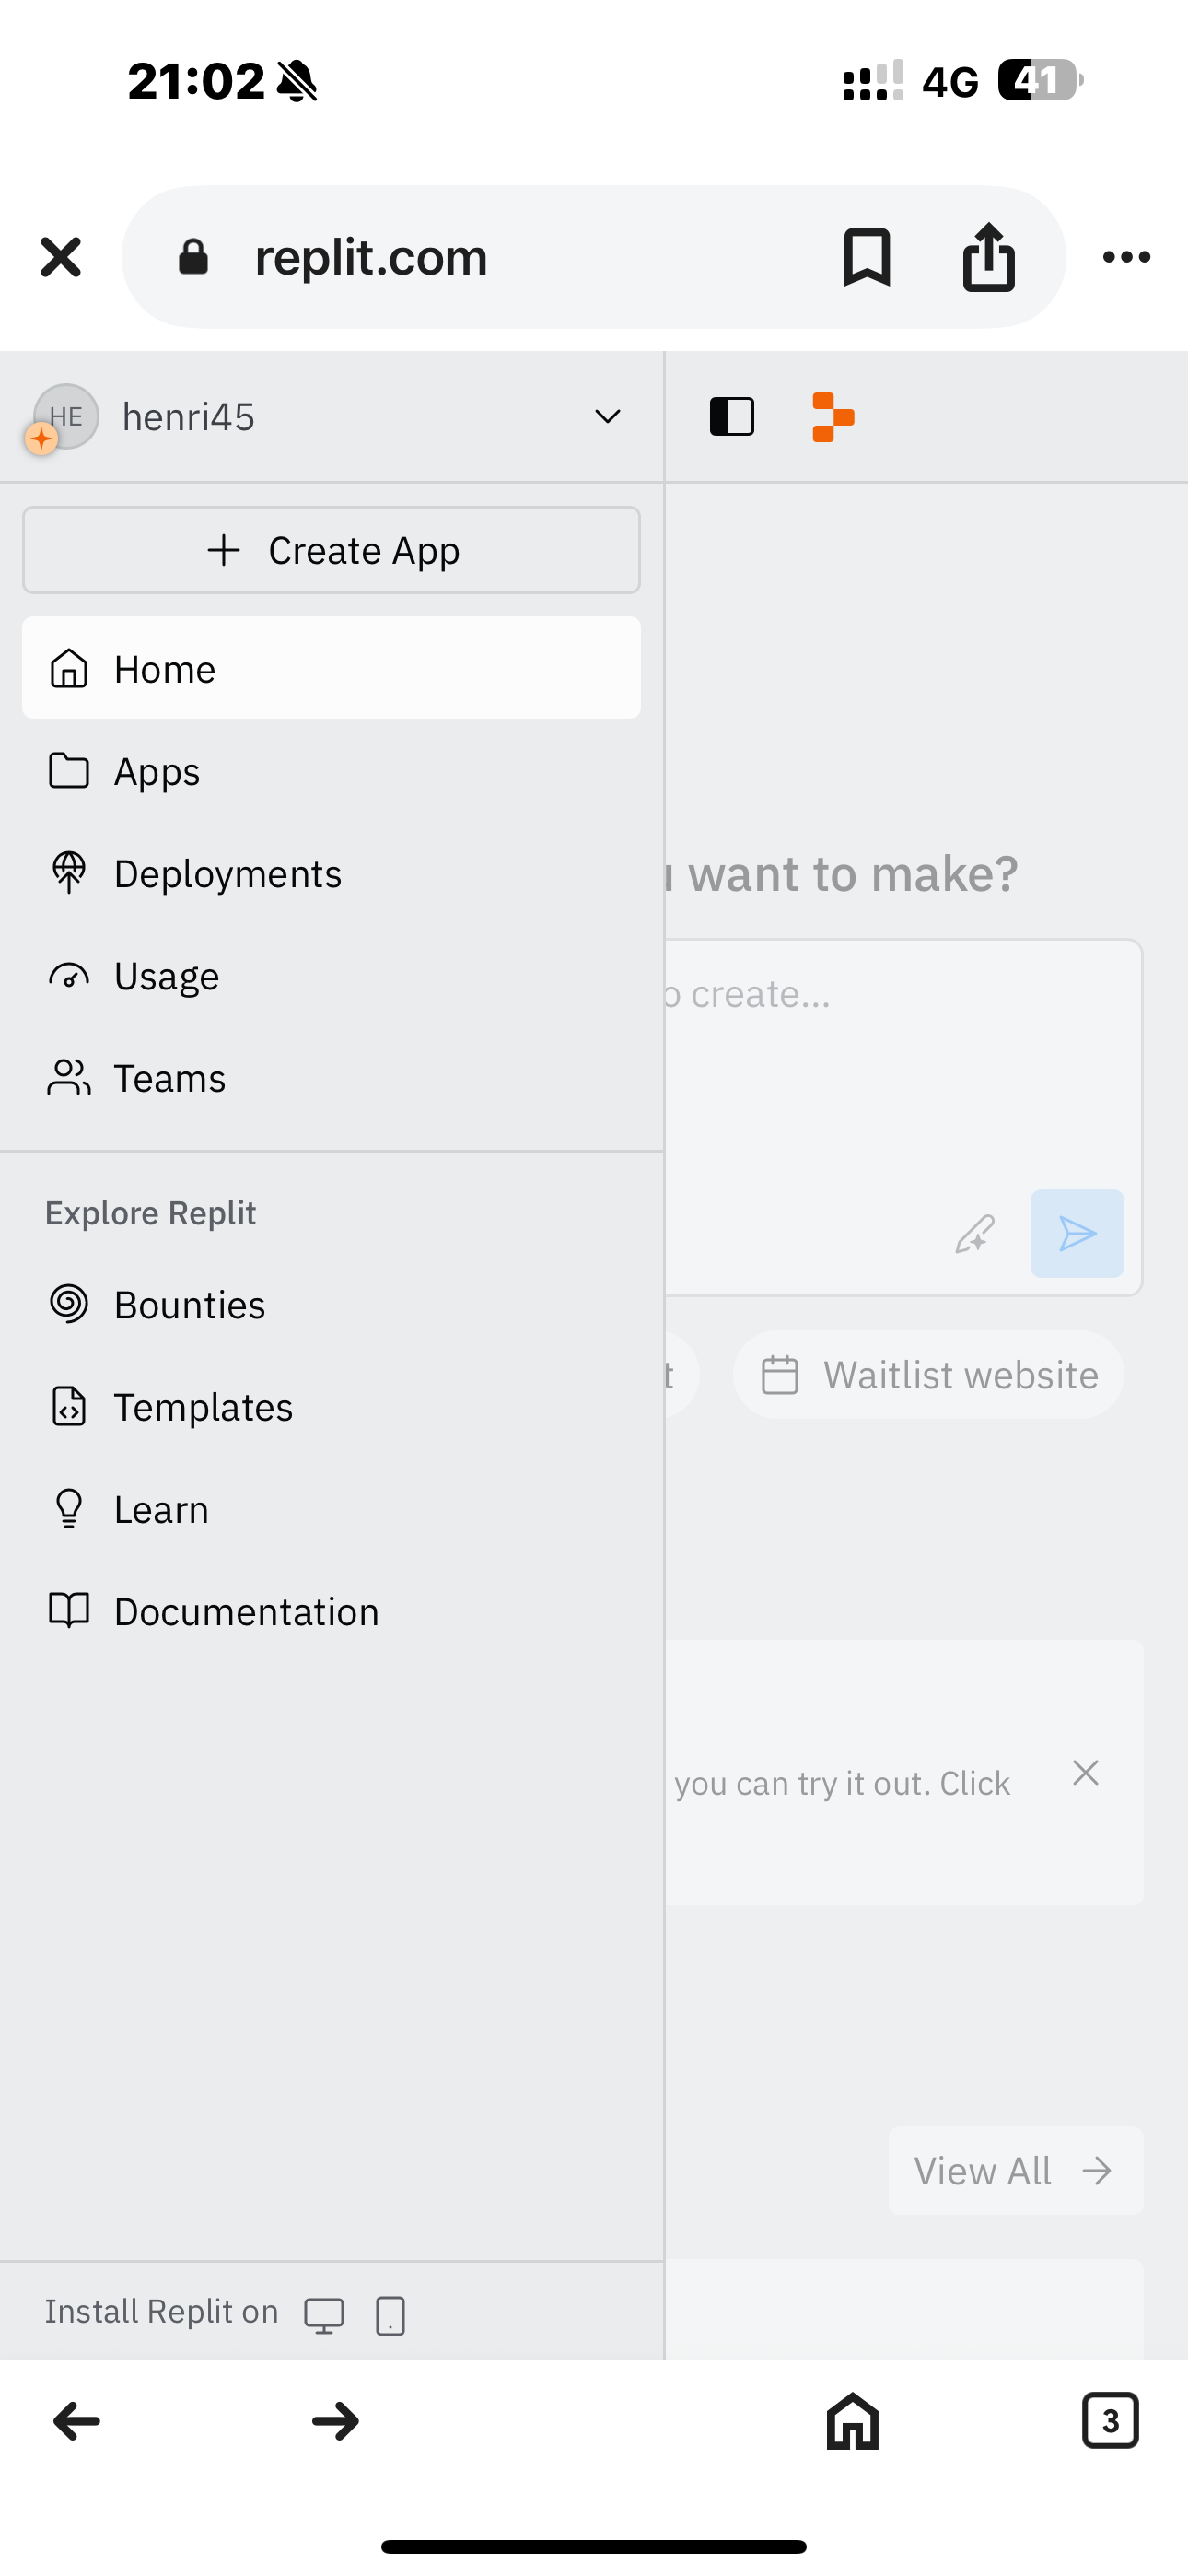 21:02
4G
41
replit.com
HE
henri45
Create App
Home
Apps
Deployments
Usage
Teams
Explore Replit
Bounties
Templates
Learn
Documentation
Install Replit on
want to make?
create...
Waitlist website
you can try it out. Click
View All
3